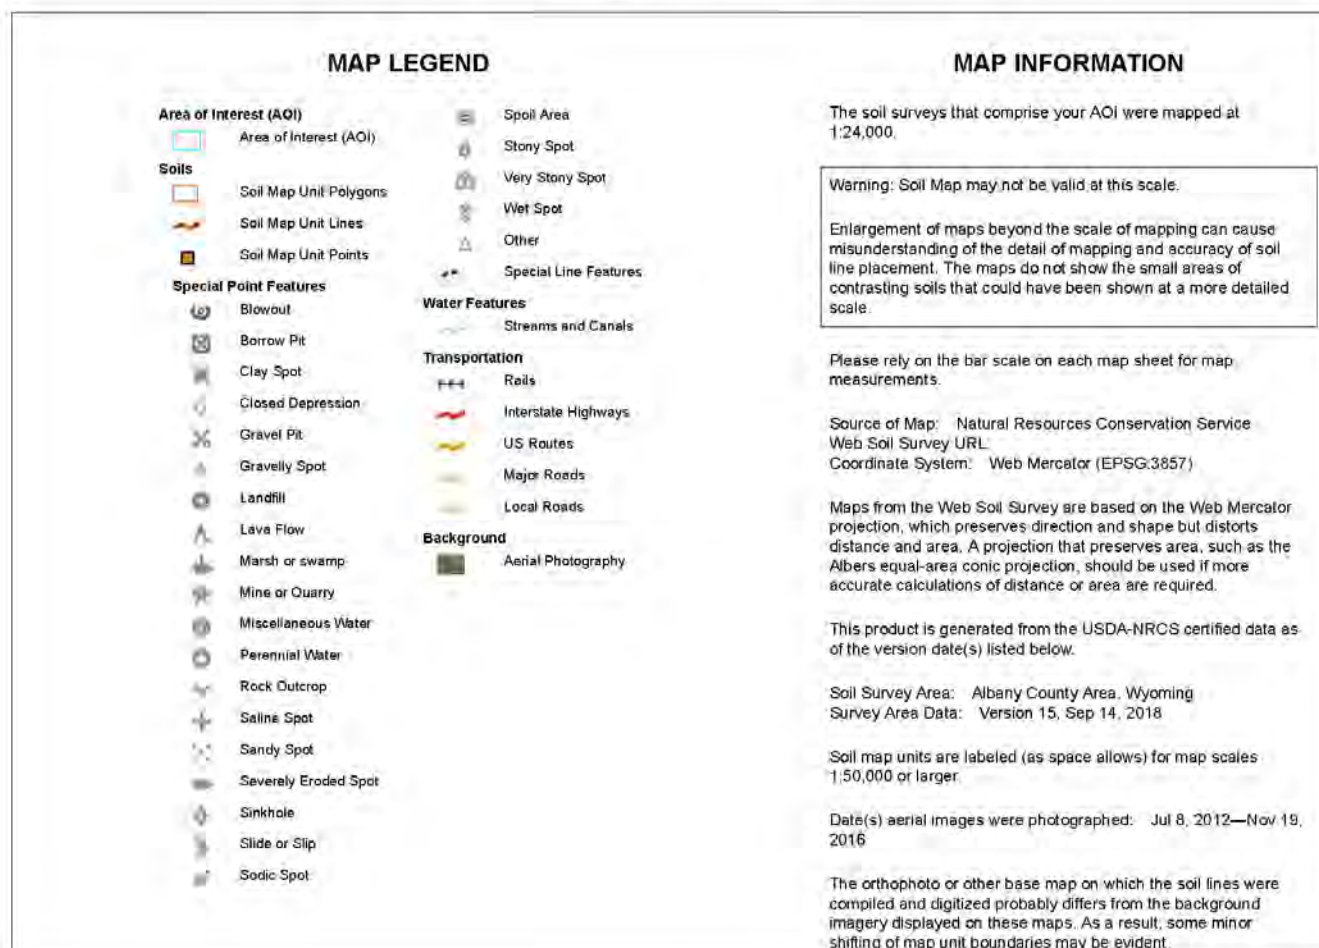 MAP LEGEND
Area of Interest (AOI)
Area of Interest (AOI)
Soils
Soil Map Unit Polygons
Soil Map Unit Lines
Soil Map Unit Points
Special Point Features
Blowout
Borrow Pit
Clay Spot
Closed Depression
Gravel Pit
Gravelly Spot
Landfill
Lava Flow
Marsh or swamp
Mine or Quarry
Miscellaneous Water
Perennial Water
Rock Outcrop
Saline Spot
Sandy Spot
Severely Eroded Spot
Sinkhole
Slide or Slip
Sodic Spot
Spoil Area
Stony Spot
Very Stony Spot
Wet Spot
Other
Special Line Features
Water Features
Streams and Canals
Transportation
Rails
Interstate Highways
US Routes
Major Roads
Local Roads
Background
Aerial Photography
MAP INFORMATION
The soil surveys that comprise your AOI were mapped at
1:24,000.
Warning: Soil Map may not be valid at this scale.
Enlargement of maps beyond the scale of mapping can cause
misunderstanding of the detail of mapping and accuracy of soil
line placement. The maps do not show the small areas of
contrasting soils that could have been shown at a more detailed
scale.
Please rely on the bar scale on each map sheet for map
measurements.
Source of Map: Natural Resources Conservation Service
Web Soil Survey URL:
Coordinate System: Web Mercator (EPSG:3857)
Maps from the Web Soil Survey are based on the Web Mercator
projection, which preserves direction and shape but distorts
distance and area. A projection that preserves area, such as the
Albers equal-area conic projection, should be used if more
accurate calculations of distance or area are required.
This product is generated from the USDA-NRCS certified data as
of the version date(s) listed below.
Soil Survey Area: Albany County Area, Wyoming
Survey Area Data: Version 15, Sep 14, 2018
Soil map units are labeled (as space allows) for map scales
1:50,000 or larger.
Date(s) aerial images were photographed: Jul 8, 2012—Nov 19,
2016
The orthophoto or other base map on which the soil lines were
compiled and digitized probably differs from the background
imagery displayed on these maps. As a result, some minor
shifting of map unit boundaries may be evident.